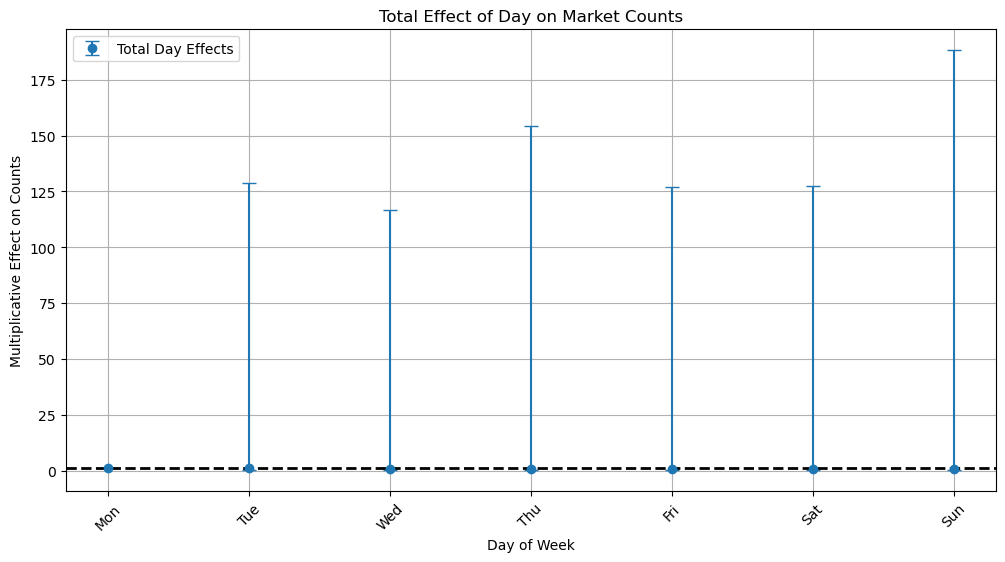 Total Effect of Day on Market Counts
Total Day Effects
Multiplicative Effect on Counts
175
150
125
100
75
50
25
0
Mon
Tue
Wed
Thu
Fri
Sat
Sun
Day of Week